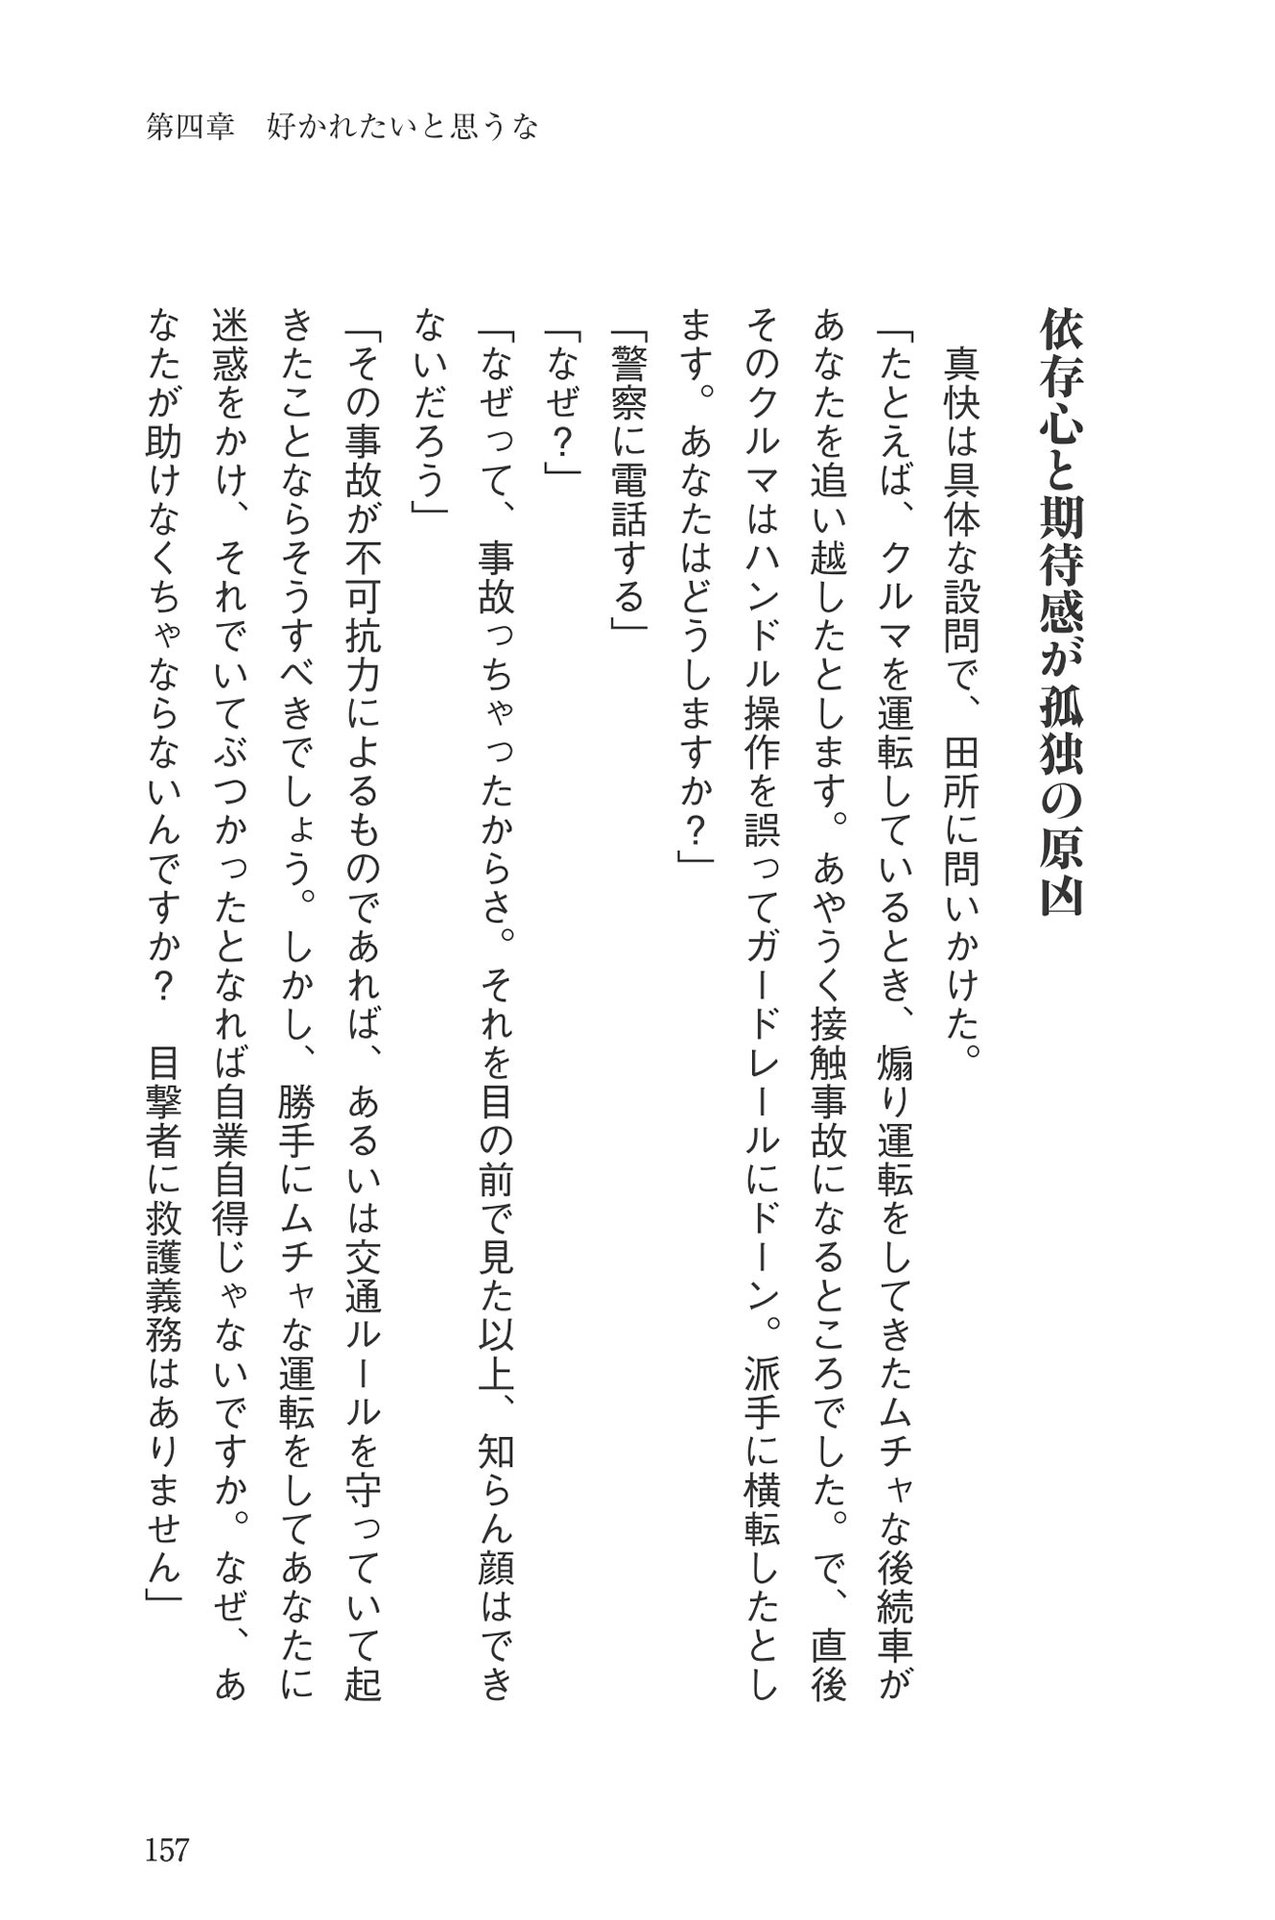 第四章　好かれたいと思うな
依存心と期待感が孤独の原凶
　真快は具体な設問で、田所に問いかけた。
「たとえば、クルマを運転しているとき、煽り運転をしてきたムチャな後続車が
あなたを追い越したとします。あやうく接触事故になるところでした。で、直後
そのクルマはハンドル操作を誤ってガードレールにドーン。派手に横転したとし
ます。あなたはどうしますか？」
「警察に電話する」
「なぜ？」
「なぜって、事故っちゃったからさ。それを目の前で見た以上、知らん顔はでき
ないだろう」
「その事故が不可抗力によるものであれば、あるいは交通ルールを守っていて起
きたことならそうすべきでしょう。しかし、勝手にムチャな運転をしてあなたに
迷惑をかけ、それでいてぶつかったとなれば自業自得じゃないですか。なぜ、あ
なたが助けなくちゃならないんですか？　目撃者に救護義務はありません」
157